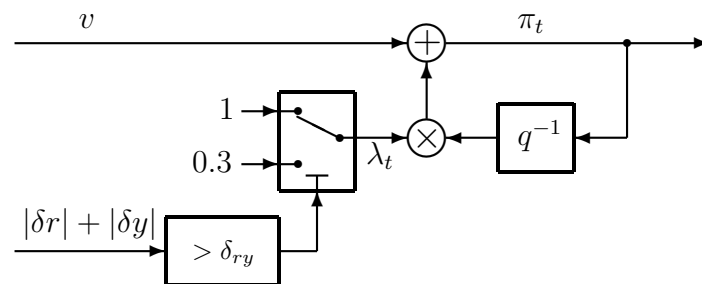 v
π_t
+
1
0.3
λ_t
×
q^{-1}
|δr| + |δy|
> δ_{ry}